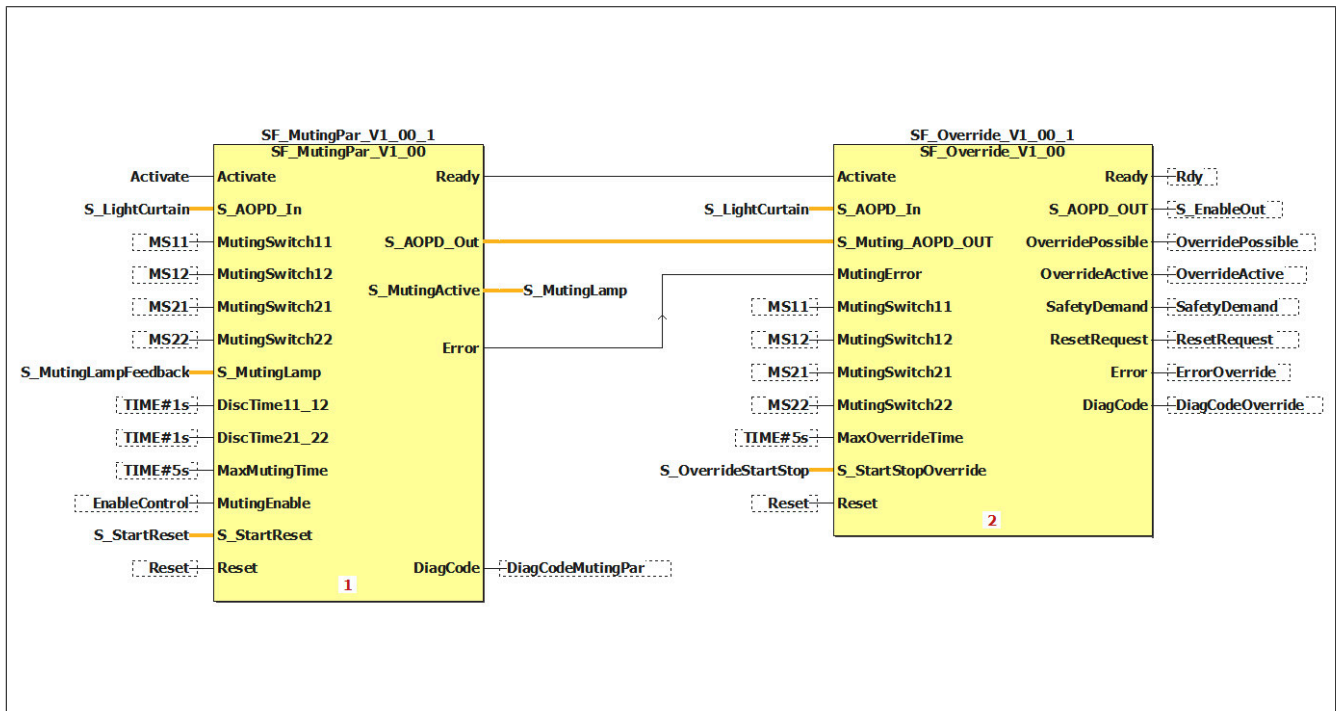 SF_MutingPar_V1_00_1
SF_MutingPar_V1_00
Activate Activate Ready
S_LightCurtain S_AOPD_In
MS11 MutingSwitch11 S_AOPD_Out
MS12 MutingSwitch12
S_MutingActive S_MutingLamp
MS21 MutingSwitch21
MS22 MutingSwitch22
Error
S_MutingLampFeedback S_MutingLamp
TIME#1s DiscTime11_12
TIME#1s DiscTime21_22
TIME#5s MaxMutingTime
EnableControl MutingEnable
S_StartReset S_StartReset
Reset Reset DiagCode DiagCodeMutingPar
1
SF_Override_V1_00_1
SF_Override_V1_00
Activate Ready Rdy
S_LightCurtain S_AOPD_In S_AOPD_OUT S_EnableOut
S_Muting_AOPD_OUT OverridePossible OverridePossible
MutingError OverrideActive OverrideActive
MS11 MutingSwitch11 SafetyDemand SafetyDemand
MS12 MutingSwitch12 ResetRequest ResetRequest
MS21 MutingSwitch21 Error ErrorOverride
MS22 MutingSwitch22 DiagCode DiagCodeOverride
TIME#5s MaxOverrideTime
S_OverrideStartStop S_StartStopOverride
Reset Reset
2